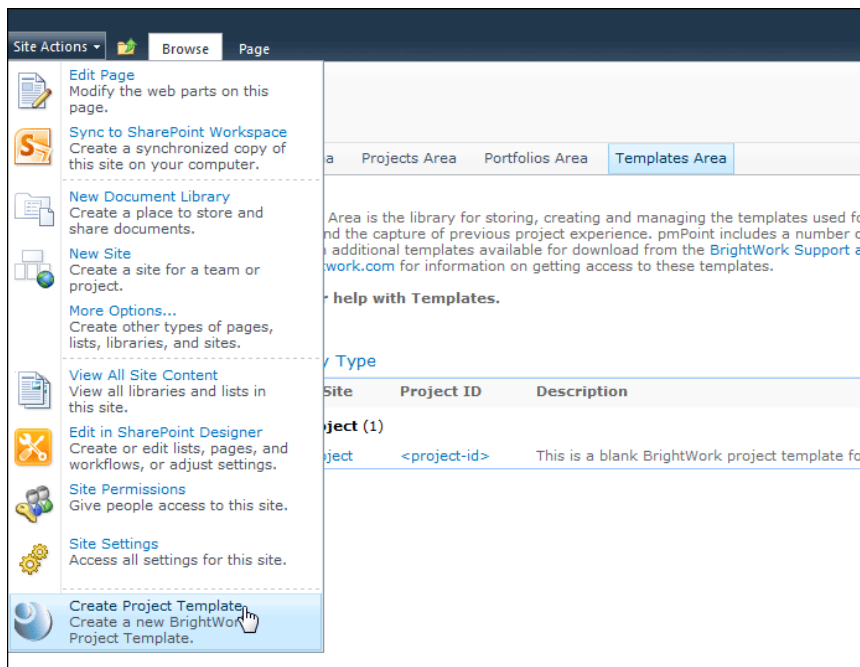 Site Actions
Browse
Page
Edit Page
Modify the web parts on this
page.
Sync to SharePoint Workspace
Create a synchronized copy of
this site on your computer.
New Document Library
Create a place to store and
share documents.
New Site
Create a site for a team or
project.
More Options...
Create other types of pages,
lists, libraries, and sites.
View All Site Content
View all libraries and lists in
this site.
Edit in SharePoint Designer
Create or edit lists, pages, and
workflows, or adjust settings.
Site Permissions
Give people access to this site.
Site Settings
Access all settings for this site.
Create Project Template
Create a new BrightWor
Project Template.
Projects Area Portfolios Area Templates Area
Area is the library for storing, creating and managing the templates used
the capture of previous project experience. pmPoint includes a number
additional templates available for download from the BrightWork Support
work.com for information on getting access to these templates.
help with Templates.
Type
Site Project ID Description
ject (1)
ject <project-id> This is a blank BrightWork project template